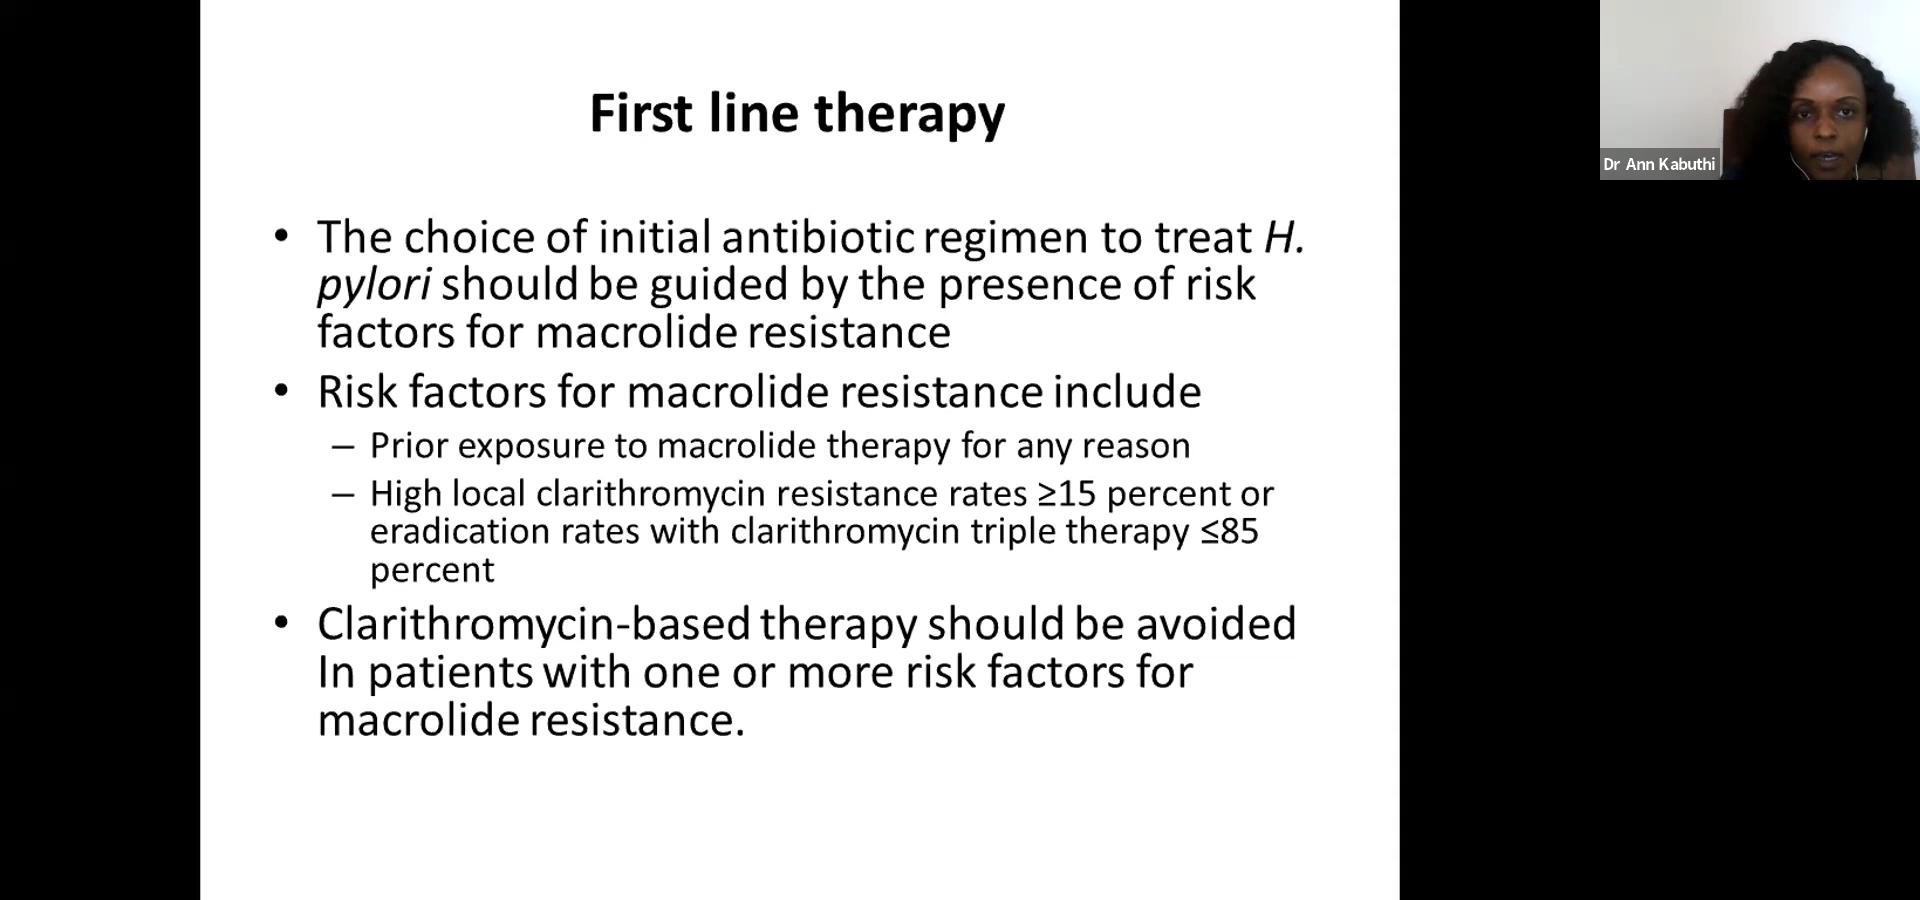 First line therapy
• The choice of initial antibiotic regimen to treat H.
pylori should be guided by the presence of risk
factors for macrolide resistance
• Risk factors for macrolide resistance include
– Prior exposure to macrolide therapy for any reason
– High local clarithromycin resistance rates ≥15 percent or
eradication rates with clarithromycin triple therapy ≤85
percent
• Clarithromycin-based therapy should be avoided
In patients with one or more risk factors for
macrolide resistance.
Dr Ann Kabuthi